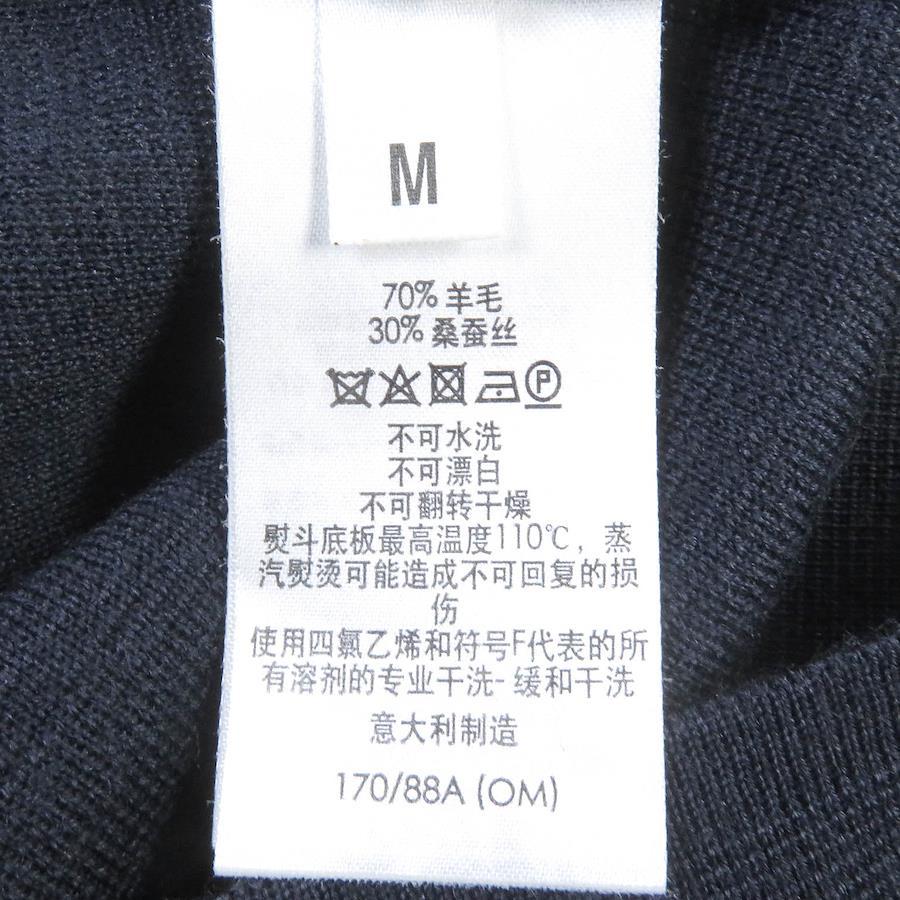 M
70% 羊毛
30% 桑蚕丝
P
不可水洗
不可漂白
不可翻转干燥
熨斗底板最高温度110℃，蒸
汽熨烫可能造成不可回复的损
伤
使用四氯乙烯和符号F代表的所
有溶剂的专业干洗- 缓和干洗
意大利制造
170/88A (OM)